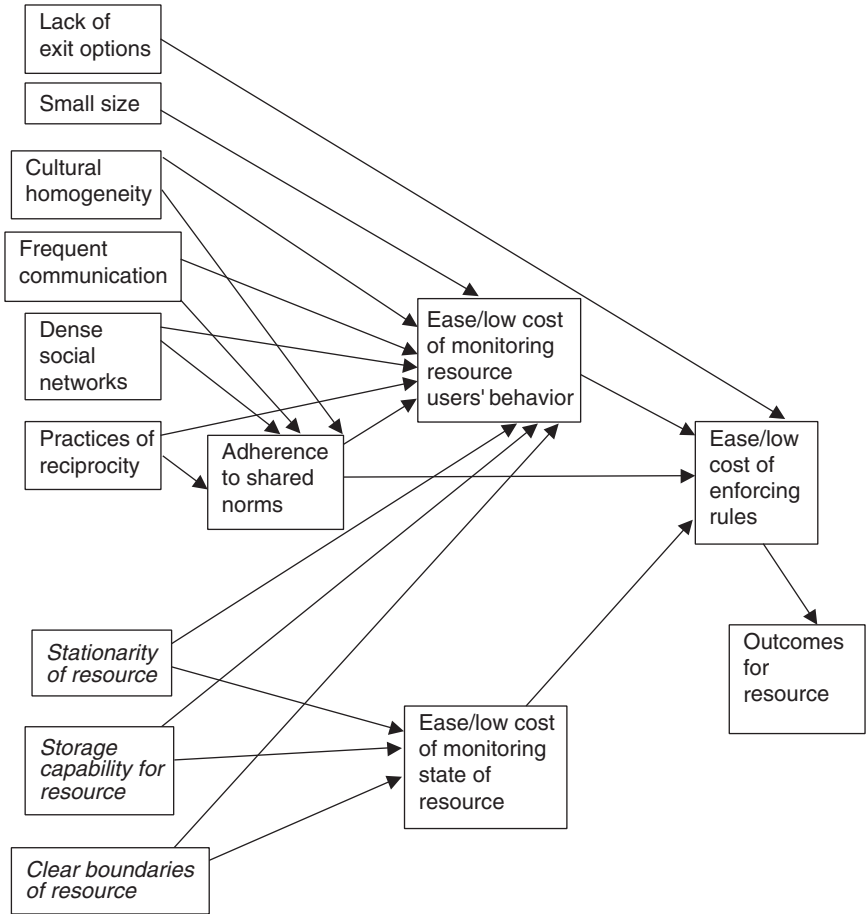 Lack of
exit options
Small size
Cultural
homogeneity
Frequent
communication
Dense
social
networks
Practices of
reciprocity
Adherence
to shared
norms
Ease/low cost
of monitoring
resource
users' behavior
Ease/low
cost of
enforcing
rules
Outcomes
for
resource
Stationarity
of resource
Storage
capability for
resource
Clear boundaries
of resource
Ease/low cost
of monitoring
state of
resource